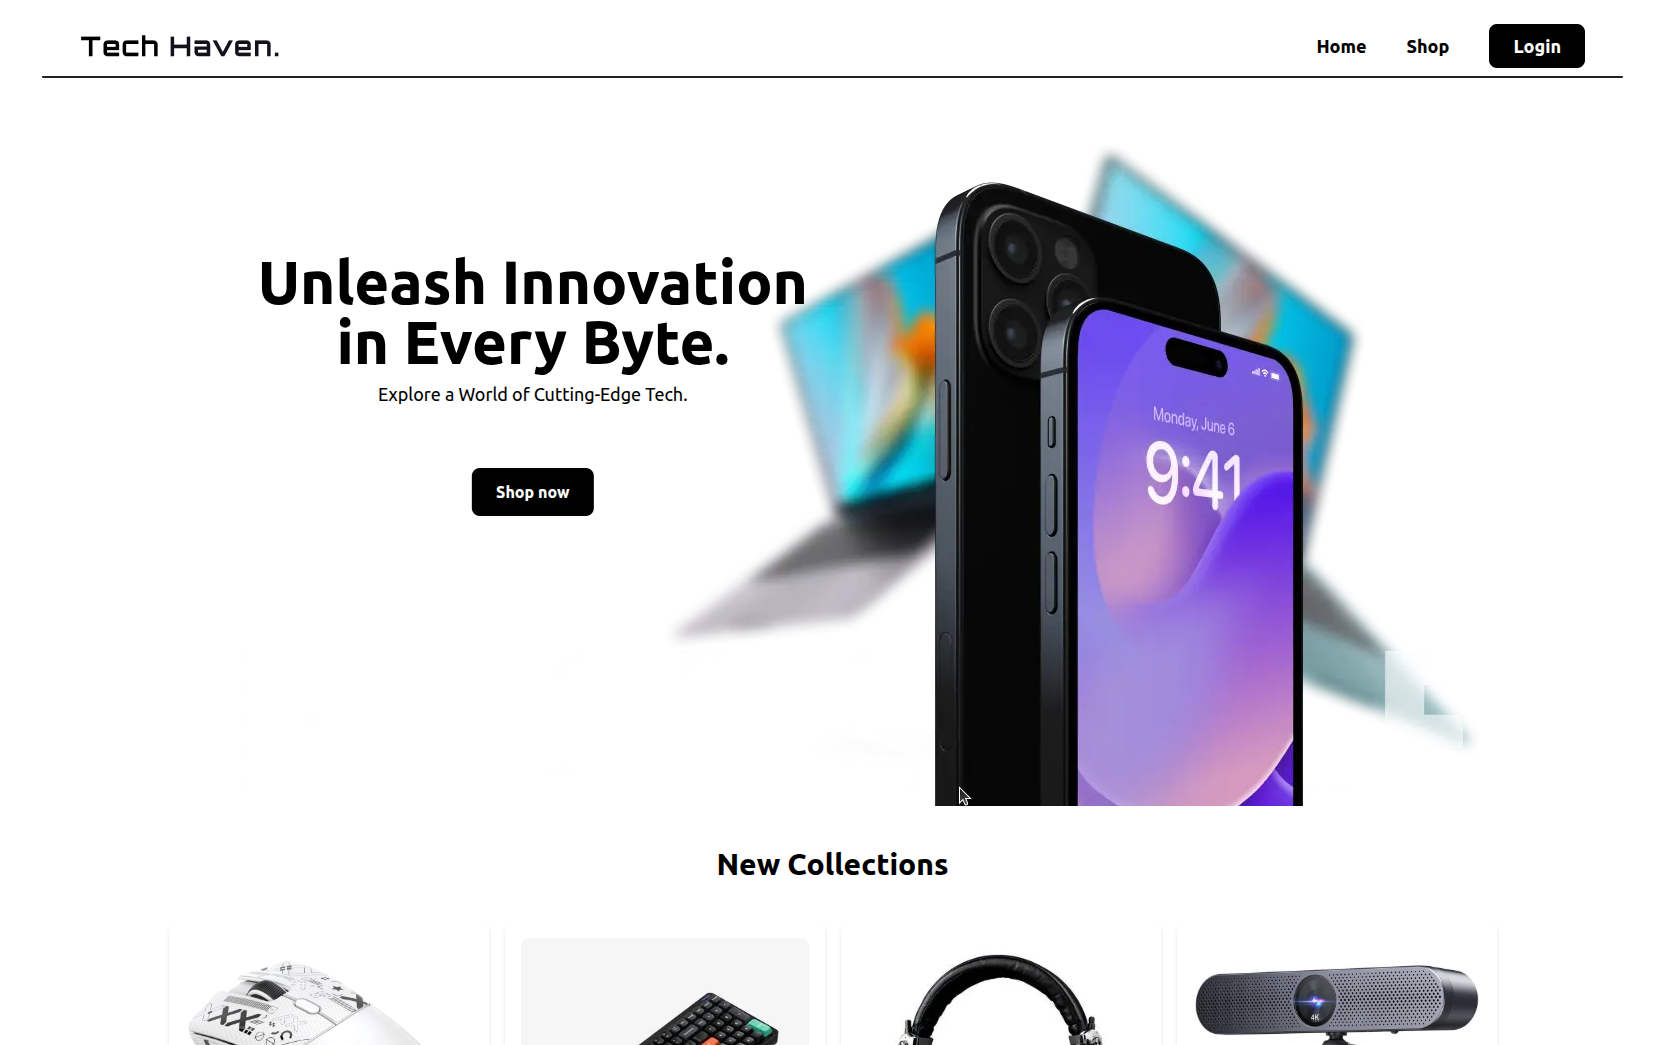 Tech Haven.
Home
Shop
Login
Unleash Innovation
in Every Byte.
Explore a World of Cutting-Edge Tech.
Shop now
Monday, June 6
9:41
New Collections
XX
4K